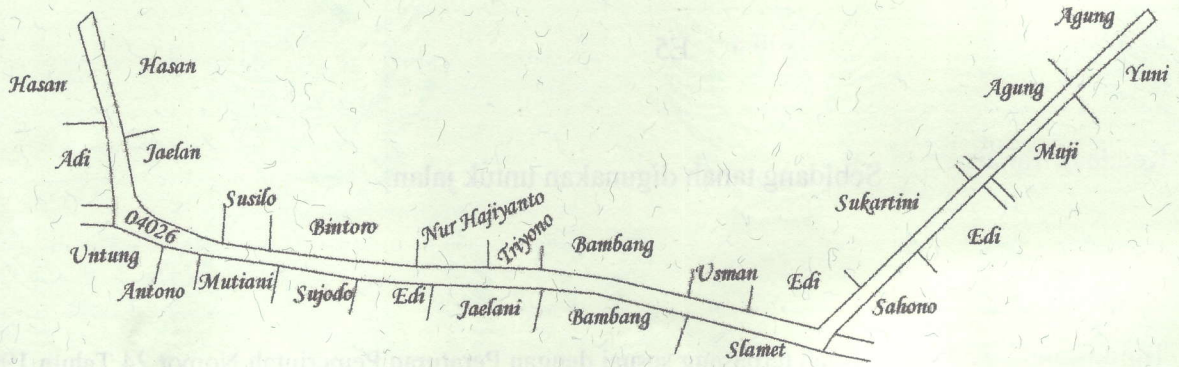 Agung
Hasan
Hasan
Yuni
Agung
Adi
Jaelan
Muji
Susilo
Sukartini
04026
Bintoro
Nur Hajiyanto
Triyono
Bambang
Edi
Untung
Antono
Mutiani
Sujodo
Edi
Jaelani
Bambang
Usman
Edi
Sahono
Slamet